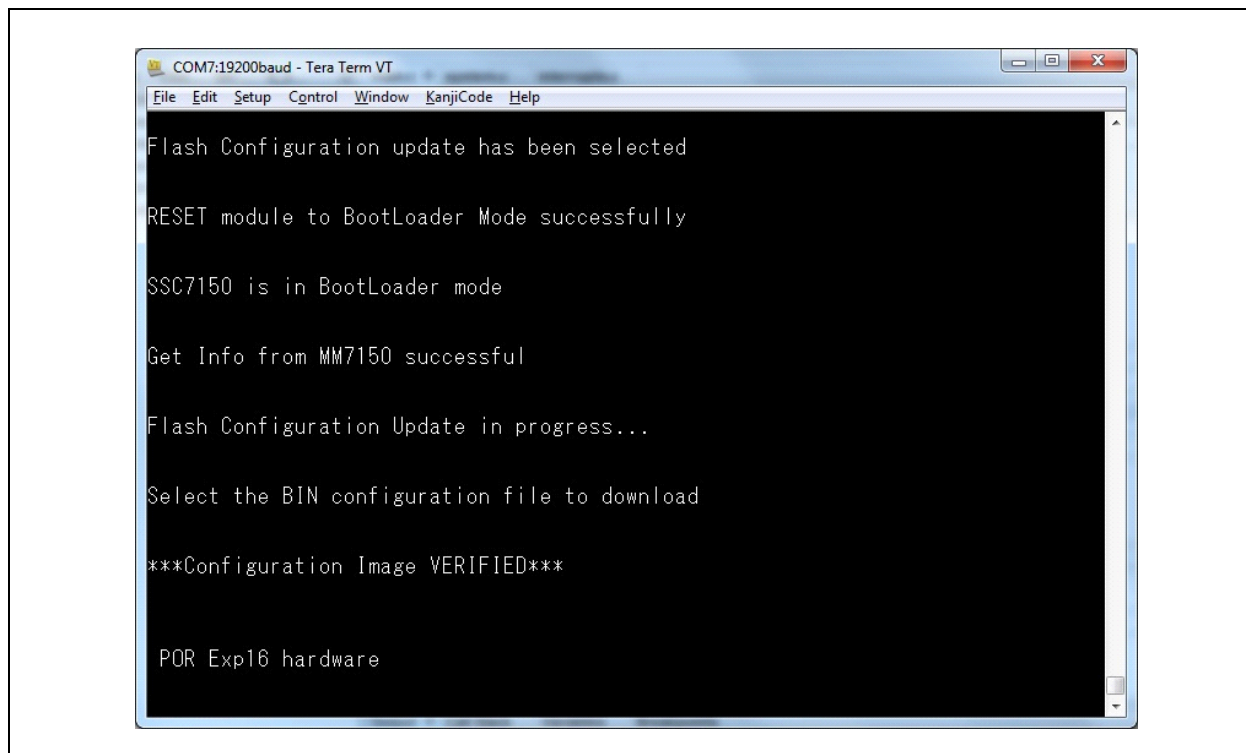 COM7:19200baud - Tera Term VT
File Edit Setup Control Window KanjiCode Help
Flash Configuration update has been selected
RESET module to BootLoader Mode successfully
SSC7150 is in BootLoader mode
Get Info from MM7150 successful
Flash Configuration Update in progress...
Select the BIN configuration file to download
***Configuration Image VERIFIED***
POR Exp16 hardware